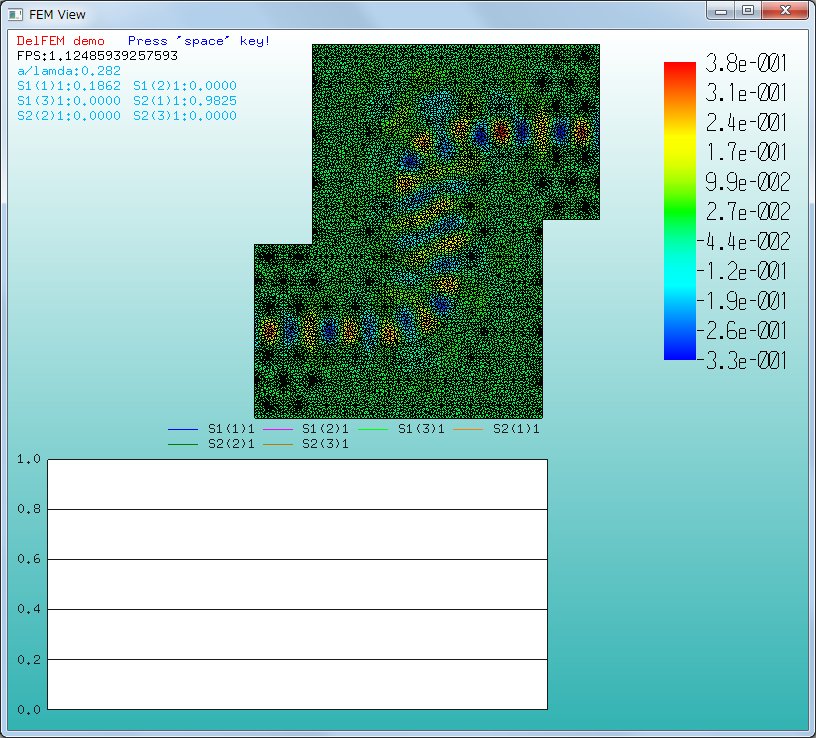 FEM View
DelFEM demo Press 'space' key!
FPS:1.12485939257593
a/lamda:0.282
S1(1)1:0.1862 S1(2)1:0.0000
S1(3)1:0.0000 S2(1)1:0.9825
S2(2)1:0.0000 S2(3)1:0.0000
3.8e-001
3.1e-001
2.4e-001
1.7e-001
9.9e-002
2.7e-002
-4.4e-002
-1.2e-001
-1.9e-001
-2.6e-001
-3.3e-001
S1(1)1 S1(2)1 S1(3)1 S2(1)1
S2(2)1 S2(3)1
1.0
0.8
0.6
0.4
0.2
0.0